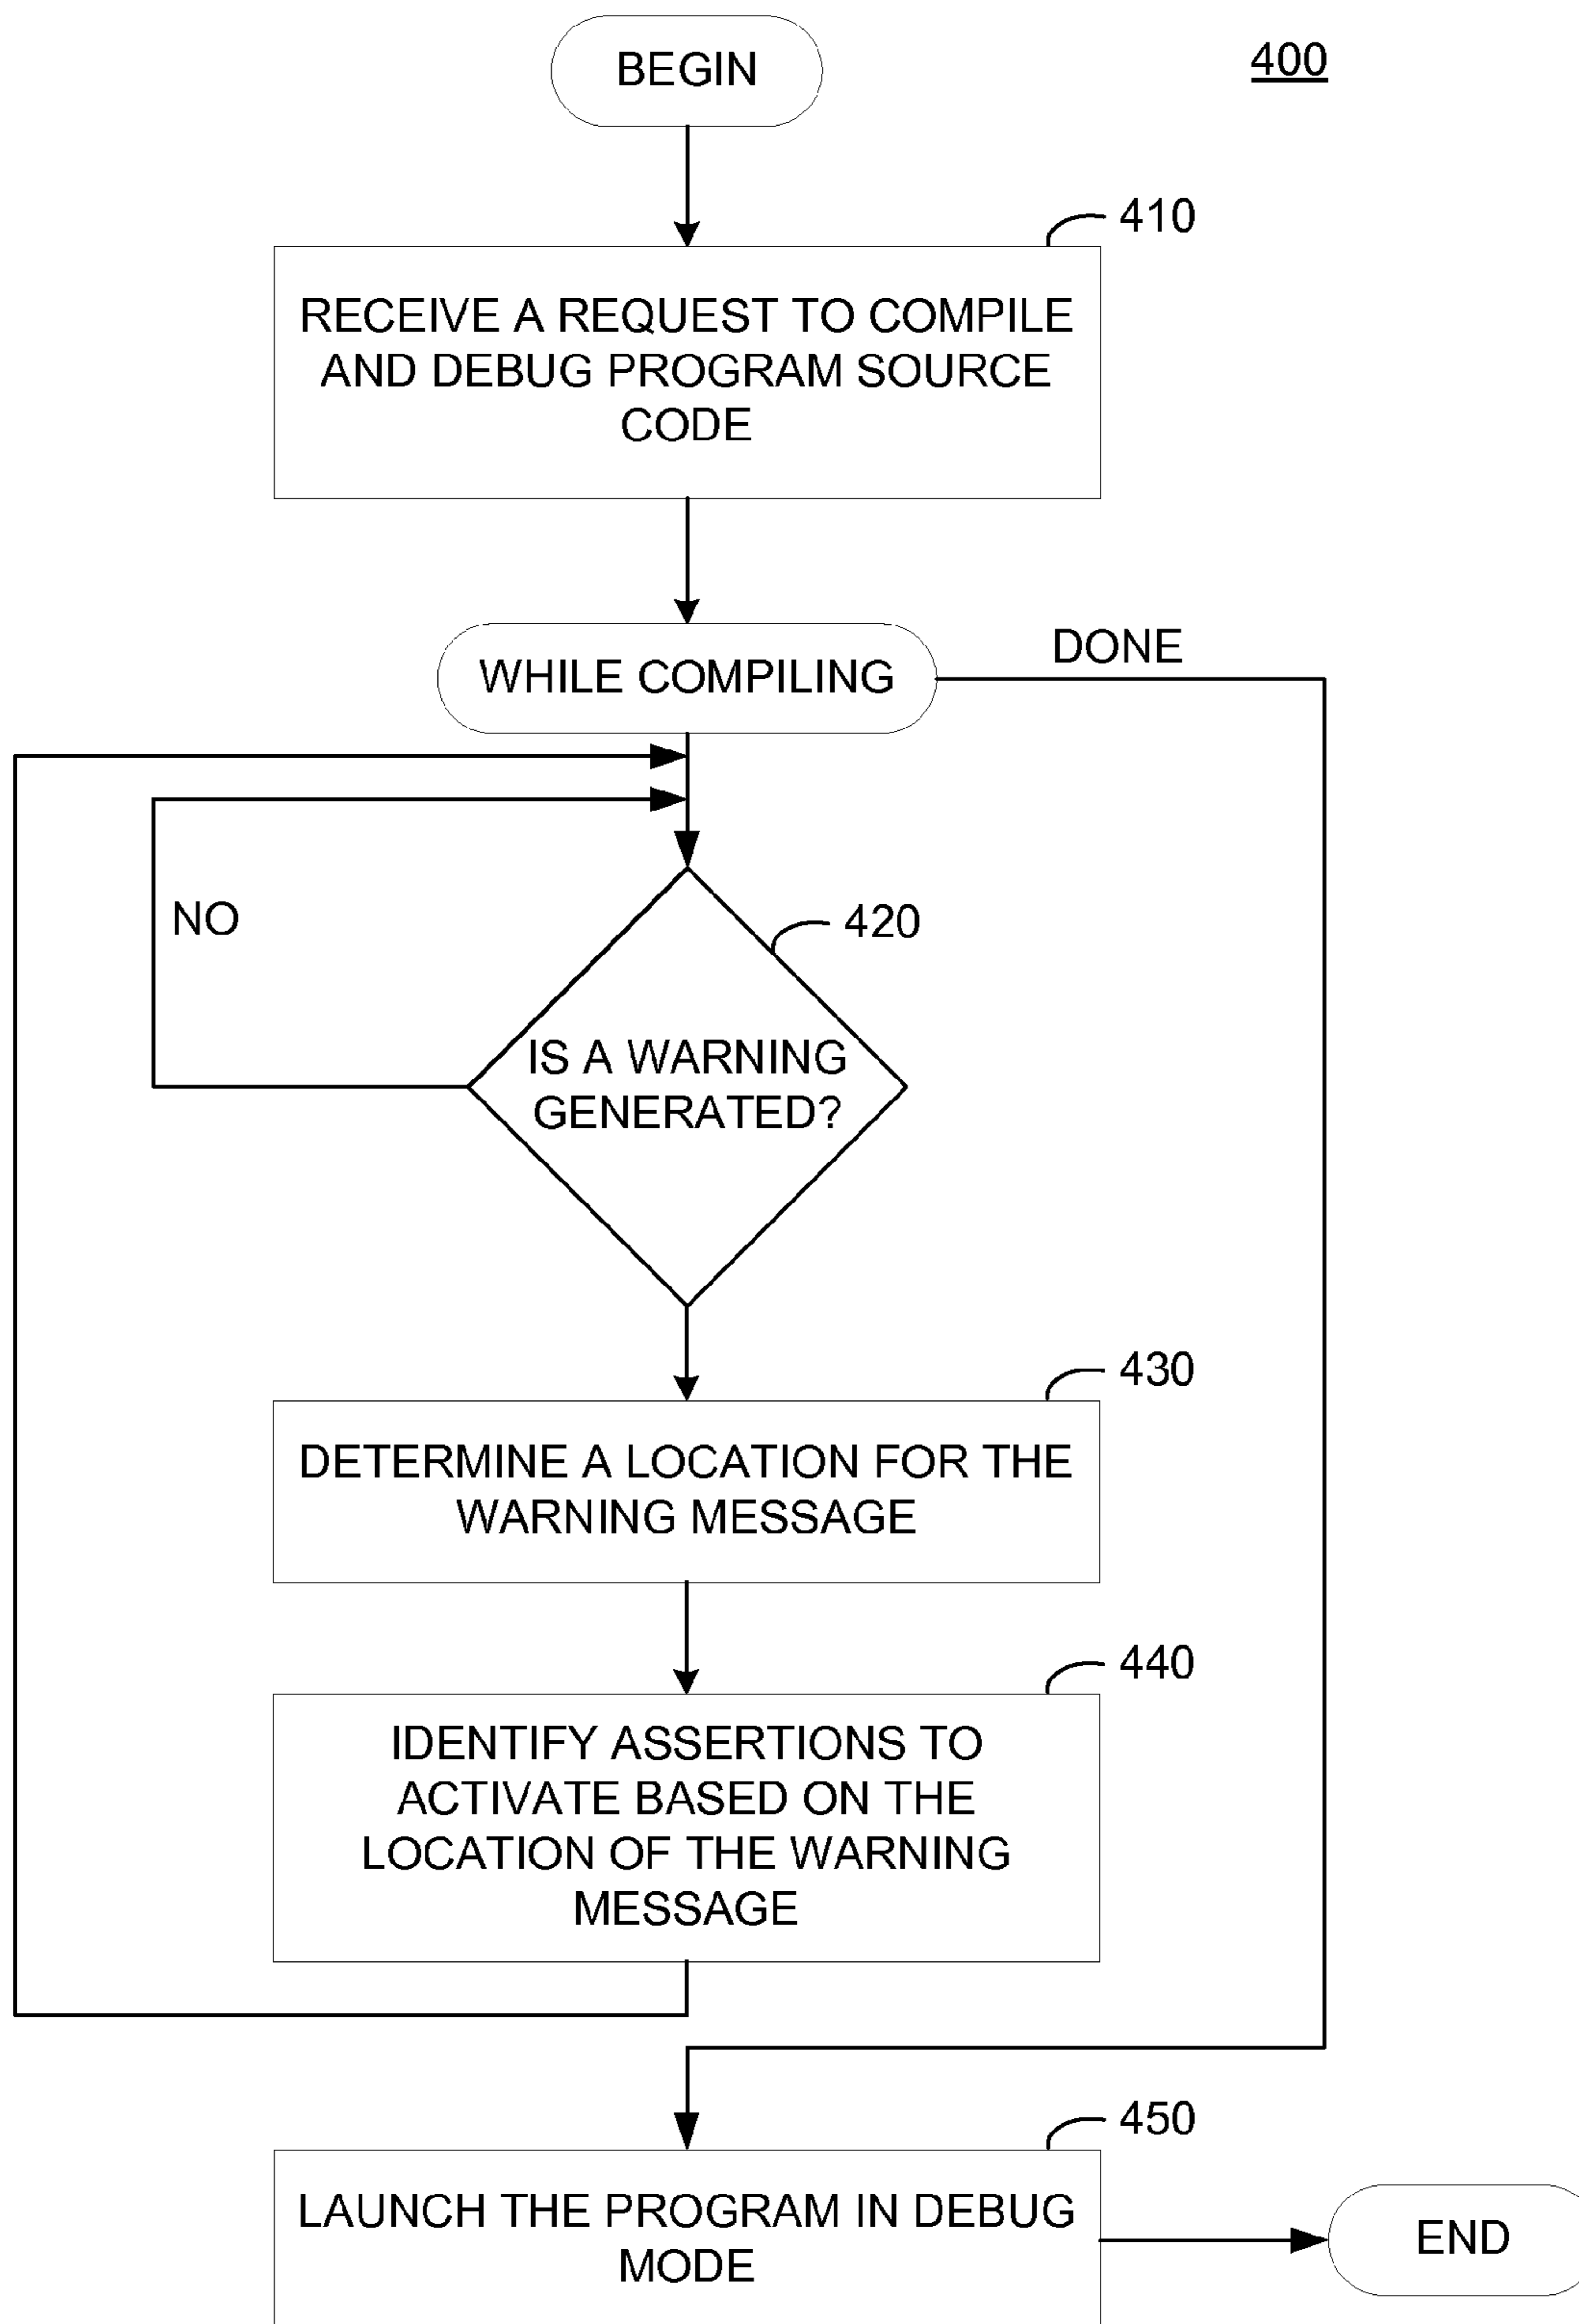 BEGIN
400
410
RECEIVE A REQUEST TO COMPILE
AND DEBUG PROGRAM SOURCE
CODE
WHILE COMPILING
DONE
NO
420
IS A WARNING
GENERATED?
430
DETERMINE A LOCATION FOR THE
WARNING MESSAGE
440
IDENTIFY ASSERTIONS TO
ACTIVATE BASED ON THE
LOCATION OF THE WARNING
MESSAGE
450
LAUNCH THE PROGRAM IN DEBUG
MODE
END